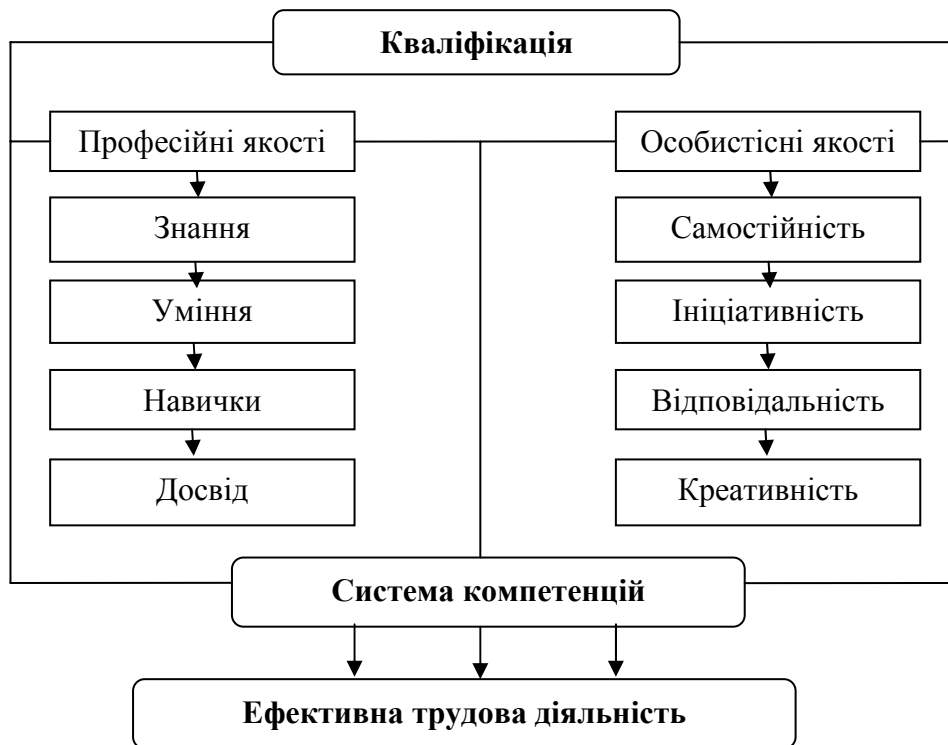 Кваліфікація
Професійні якості
Знання
Уміння
Навички
Досвід
Особистісні якості
Самостійність
Ініціативність
Відповідальність
Креативність
Система компетенцій
Ефективна трудова діяльність